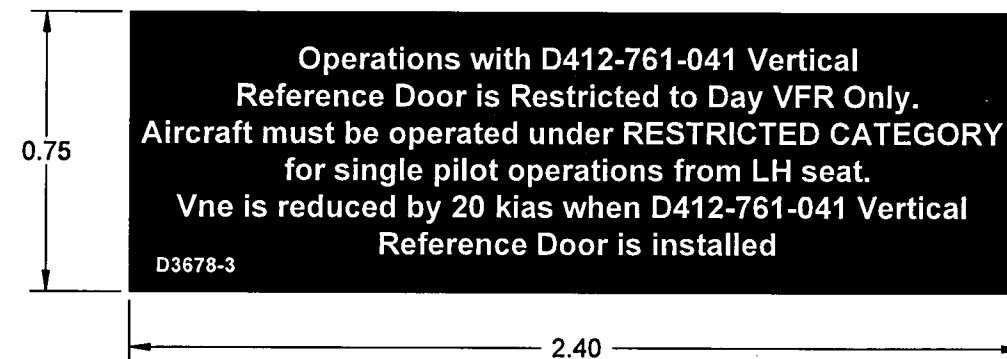 Operations with D412-761-041 Vertical
Reference Door is Restricted to Day VFR Only.
Aircraft must be operated under RESTRICTED CATEGORY
for single pilot operations from LH seat.
Vne is reduced by 20 kias when D412-761-041 Vertical
Reference Door is installed
D3678-3
0.75
2.40